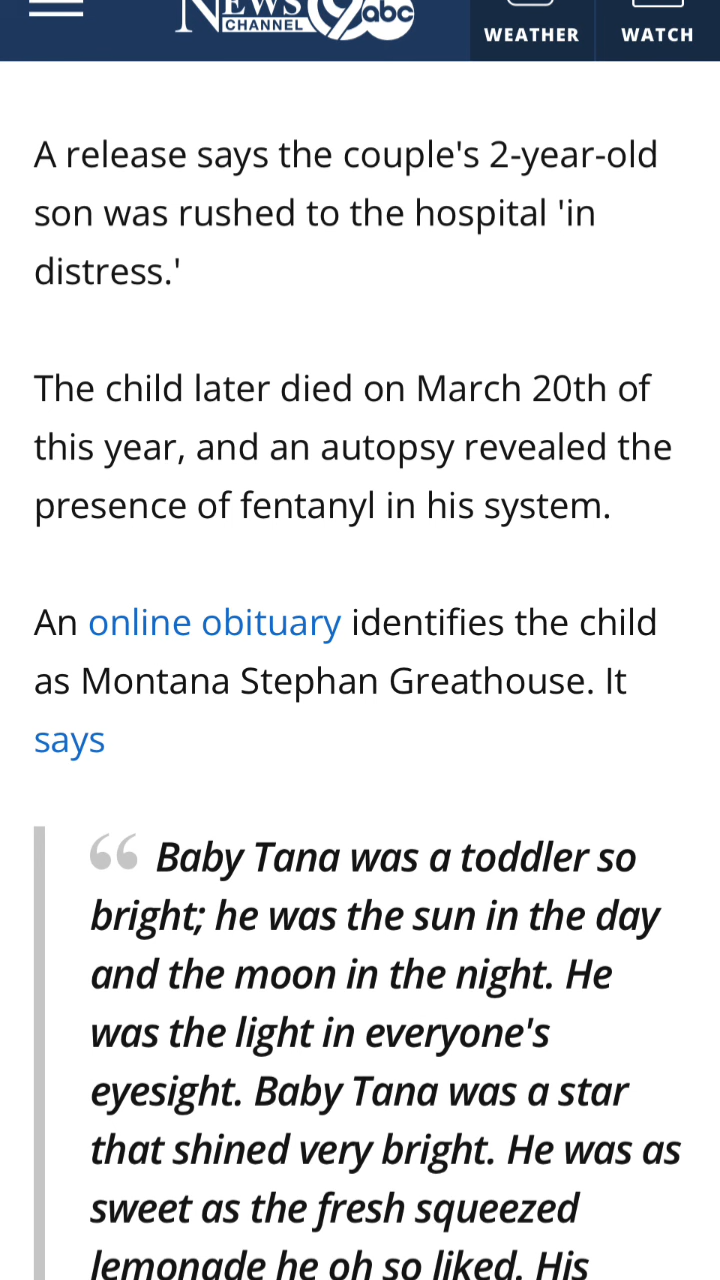 NEWS
CHANNEL
9
abc
WEATHER
WATCH
A release says the couple's 2-year-old
son was rushed to the hospital 'in
distress.'
The child later died on March 20th of
this year, and an autopsy revealed the
presence of fentanyl in his system.
An online obituary identifies the child
as Montana Stephan Greathouse. It
says
“ Baby Tana was a toddler so
bright; he was the sun in the day
and the moon in the night. He
was the light in everyone's
eyesight. Baby Tana was a star
that shined very bright. He was as
sweet as the fresh squeezed
lemonade he oh so liked. His